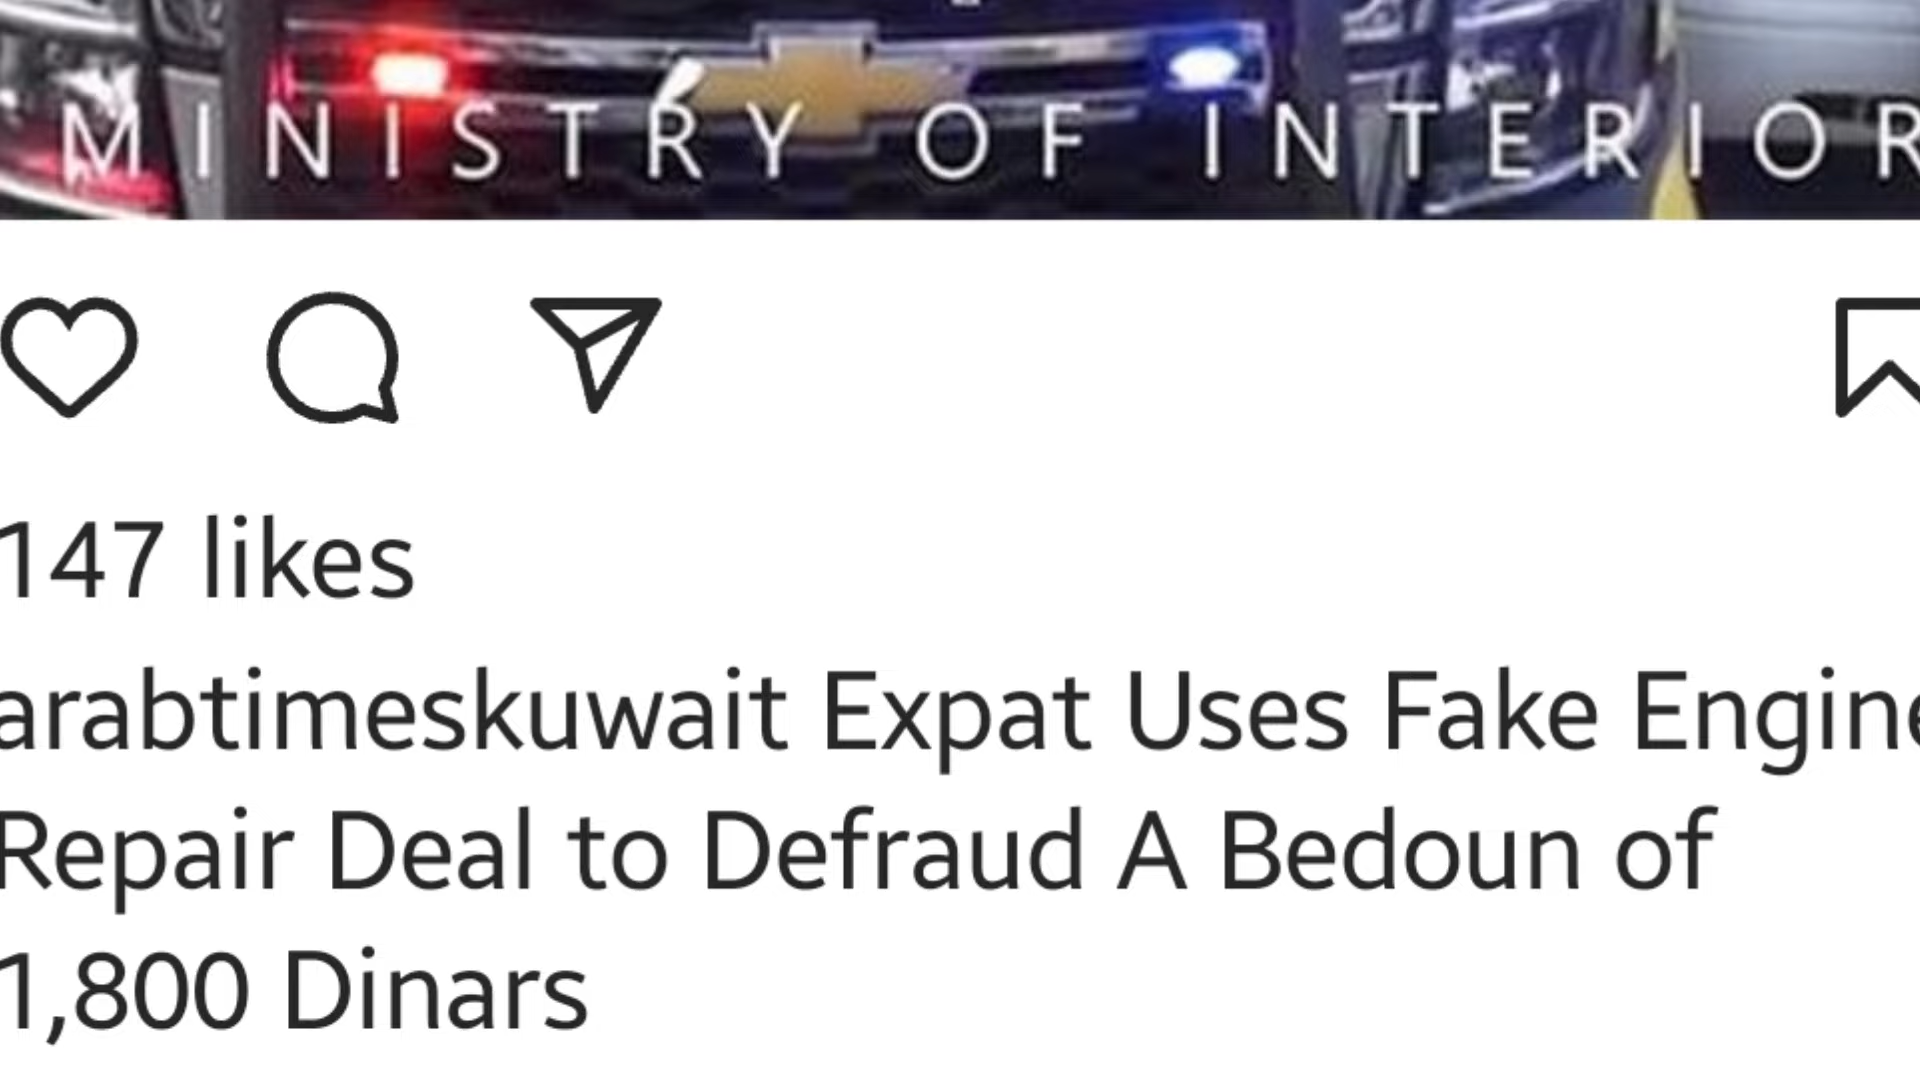 MINISTRY OF INTERIOR
147 likes
arabtimeskuwait Expat Uses Fake Engine
Repair Deal to Defraud A Bedoun of
1,800 Dinars